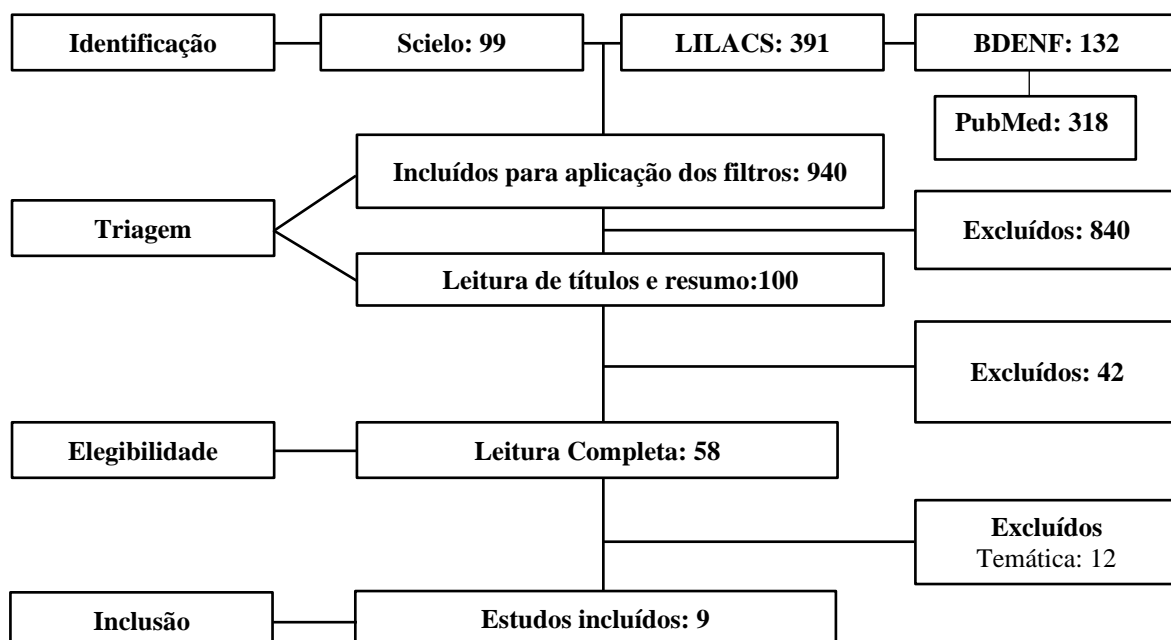 Identificação
Scielo: 99
LILACS: 391
BDENF: 132
PubMed: 318
Incluídos para aplicação dos filtros: 940
Triagem
Excluídos: 840
Leitura de títulos e resumo:100
Excluídos: 42
Elegibilidade
Leitura Completa: 58
Excluídos
Temática: 12
Inclusão
Estudos incluídos: 9